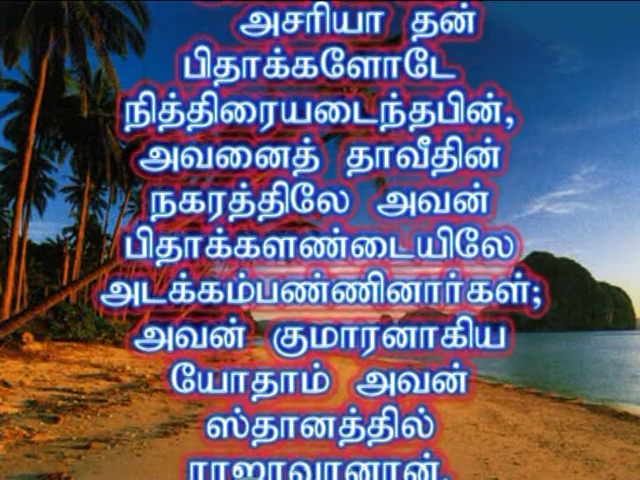 அசரியா தன்
பிதாக்களோடே
நித்திரையடைந்தபின்,
அவனைத் தாவீதின்
நகரத்திலே அவன்
பிதாக்களண்டையிலே
அடக்கம்பண்ணினார்கள்;
அவன் குமாரனாகிய
யோதாம் அவன்
ஸ்தானத்தில்
ராஜாவானான்.